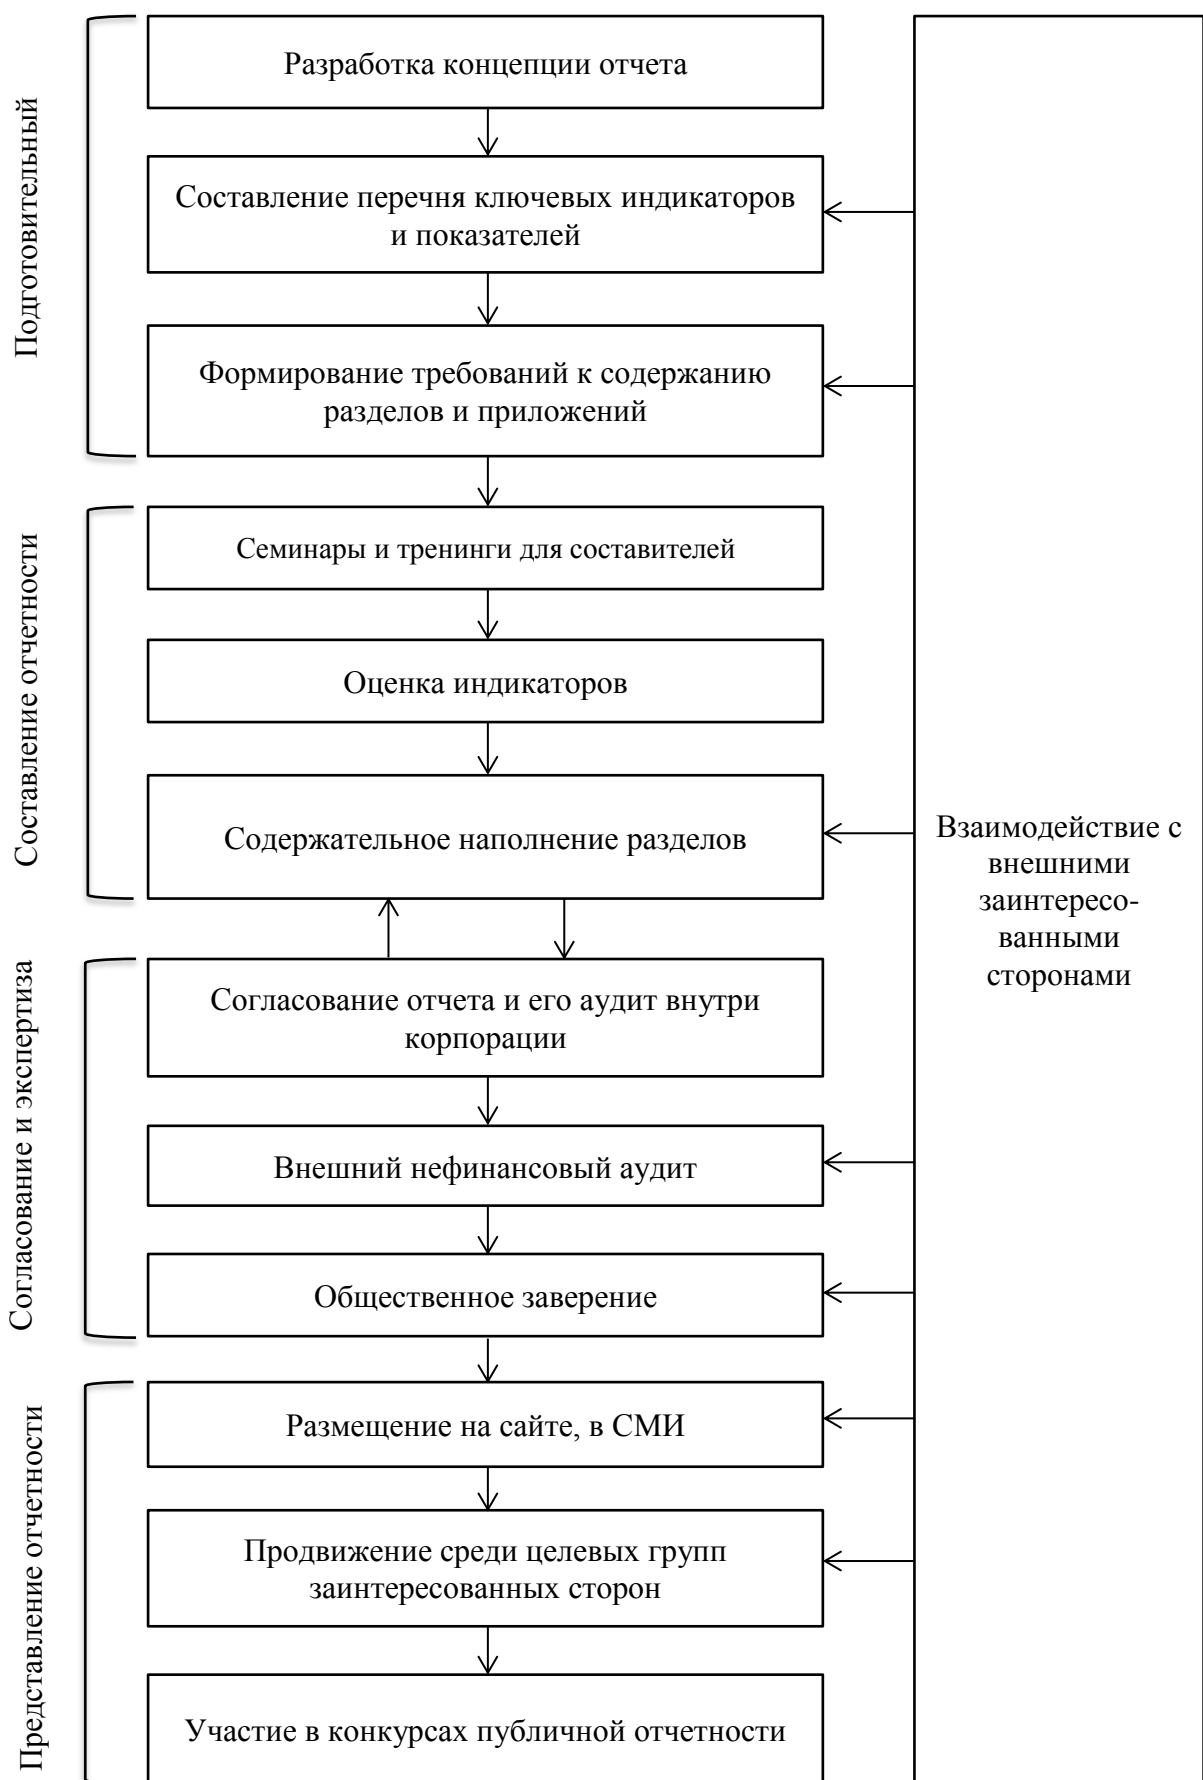 Подготовительный
Разработка концепции отчета
Составление перечня ключевых индикаторов
и показателей
Формирование требований к содержанию
разделов и приложений
Составление отчетности
Семинары и тренинги для составителей
Оценка индикаторов
Содержательное наполнение разделов
Согласование и экспертиза
Согласование отчета и его аудит внутри
корпорации
Внешний нефинансовый аудит
Общественное заверение
Представление отчетности
Размещение на сайте, в СМИ
Продвижение среди целевых групп
заинтересованных сторон
Участие в конкурсах публичной отчетности
Взаимодействие с
внешними
заинтересо-
ванными
сторонами